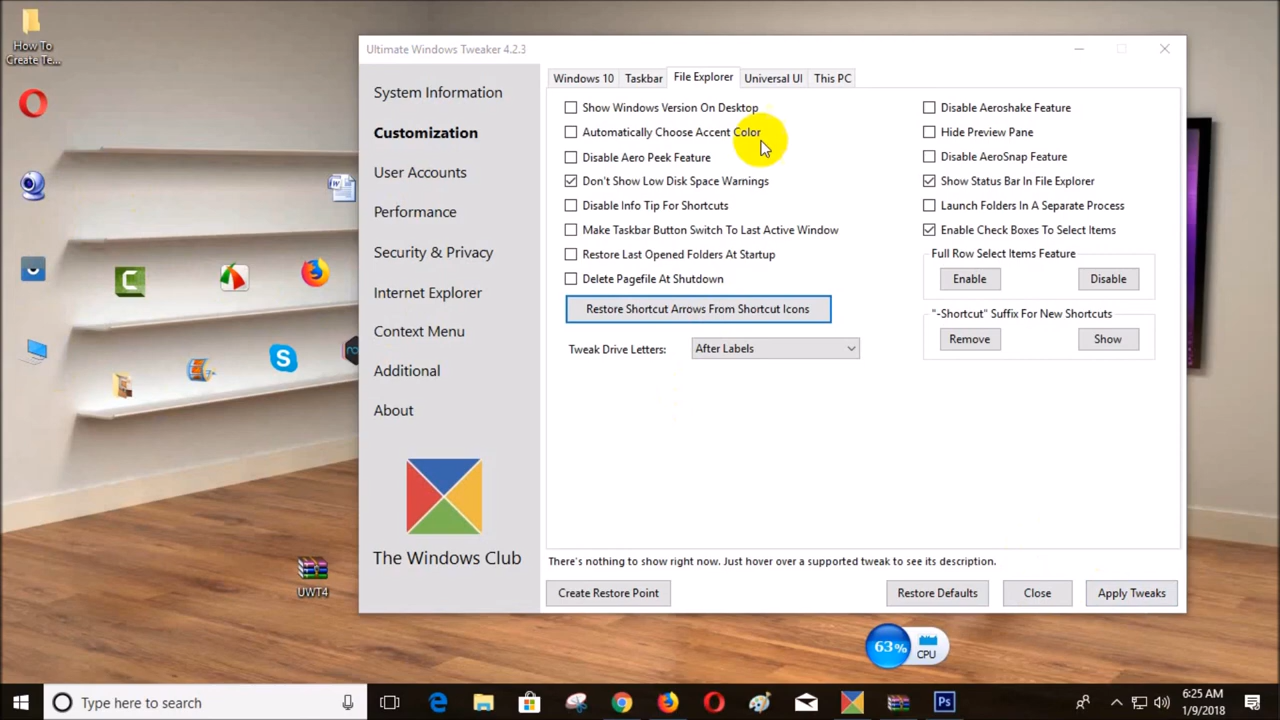 How To
Create Te...
UWT4
Ultimate Windows Tweaker 4.2.3
System Information
Customization
User Accounts
Performance
Security & Privacy
Internet Explorer
Context Menu
Additional
About
The Windows Club
Windows 10
Taskbar
File Explorer
Universal UI
This PC
Show Windows Version On Desktop
Automatically Choose Accent Color
Disable Aero Peek Feature
Don't Show Low Disk Space Warnings
Disable Info Tip For Shortcuts
Make Taskbar Button Switch To Last Active Window
Restore Last Opened Folders At Startup
Delete Pagefile At Shutdown
Restore Shortcut Arrows From Shortcut Icons
Tweak Drive Letters:
After Labels
Disable Aeroshake Feature
Hide Preview Pane
Disable AeroSnap Feature
Show Status Bar In File Explorer
Launch Folders In A Separate Process
Enable Check Boxes To Select Items
Full Row Select Items Feature
Enable
Disable
"-Shortcut" Suffix For New Shortcuts
Remove
Show
There's nothing to show right now. Just hover over a supported tweak to see its description.
Create Restore Point
Restore Defaults
Close
Apply Tweaks
63%
CPU
Type here to search
Ps
6:25 AM
1/9/2018